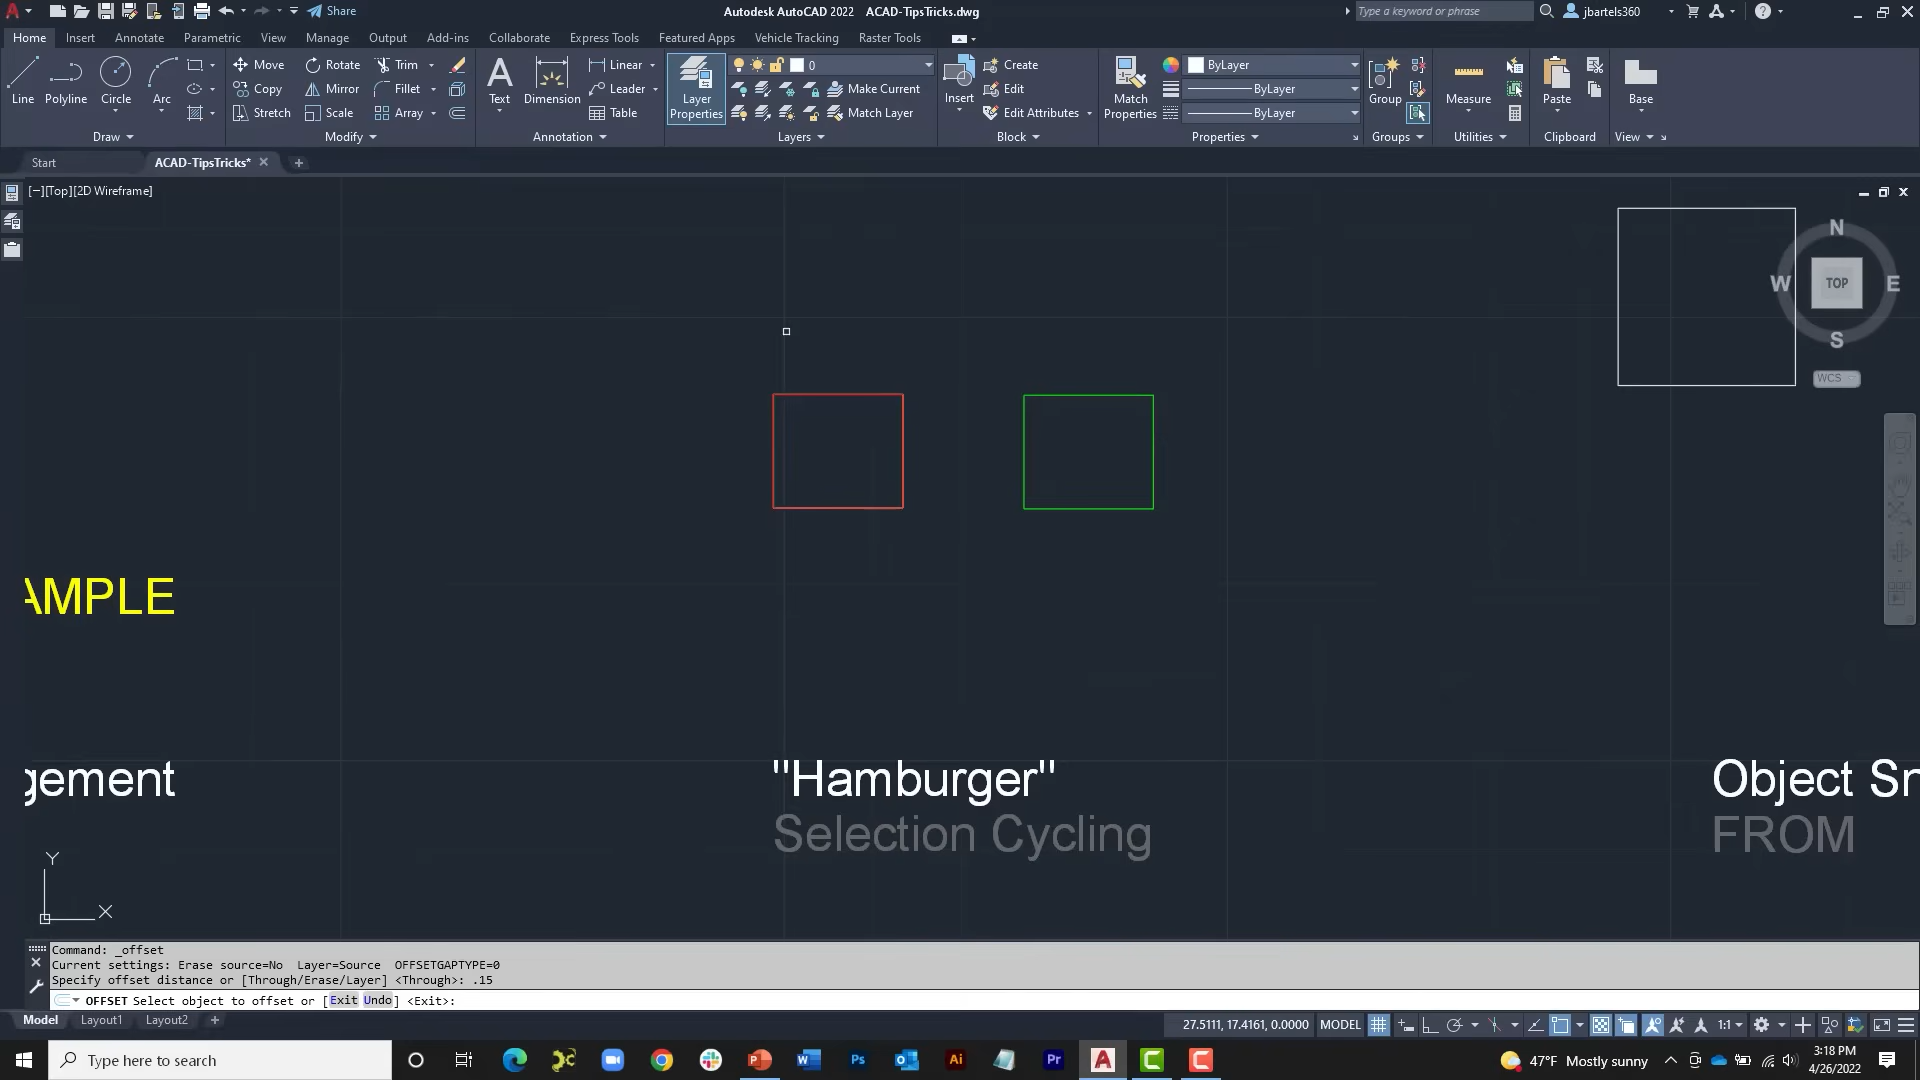 Share
Autodesk AutoCAD 2022 ACAD-TipsTricks.dwg
Type a keyword or phrase
jbartels360
Home Insert Annotate Parametric View Manage Output Add-ins Collaborate Express Tools Featured Apps Vehicle Tracking Raster Tools
Line
Polyline
Circle
Arc
Draw
Move Rotate Trim
Copy Mirror Fillet
Stretch Scale Array
Modify
Text
Dimension
Linear
Leader
Table
Annotation
Layer
Properties
0
Make Current
Match Layer
Layers
Insert
Create
Edit
Edit Attributes
Block
Match
Properties
ByLayer
ByLayer
ByLayer
Properties
Group
Groups
Measure
Utilities
Paste
Clipboard
Base
View
Start ACAD-TipsTricks*
[−][Top][2D Wireframe]
N
W TOP E
S
WCS
AMPLE
gement
"Hamburger"
Selection Cycling
Object Sn
FROM
Y
X
Command: _offset
Current settings: Erase source=No Layer=Source OFFSETGAPTYPE=0
Specify offset distance or [Through/Erase/Layer] <Through>: .15
OFFSET Select object to offset or [Exit Undo] <Exit>:
Model Layout1 Layout2
27.5111, 17.4161, 0.0000 MODEL 1:1
Type here to search
47°F Mostly sunny
3:18 PM
4/26/2022